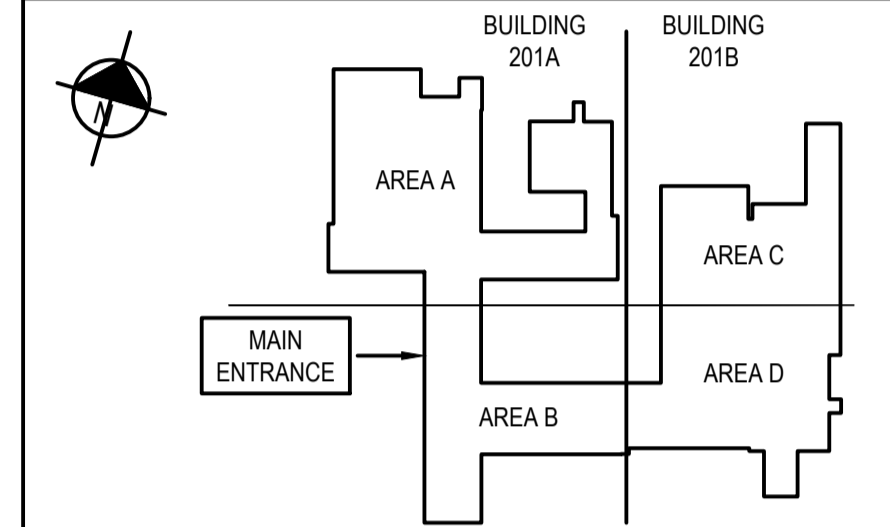 BUILDING
201A
BUILDING
201B
N
AREA A
AREA C
MAIN
ENTRANCE
AREA D
AREA B